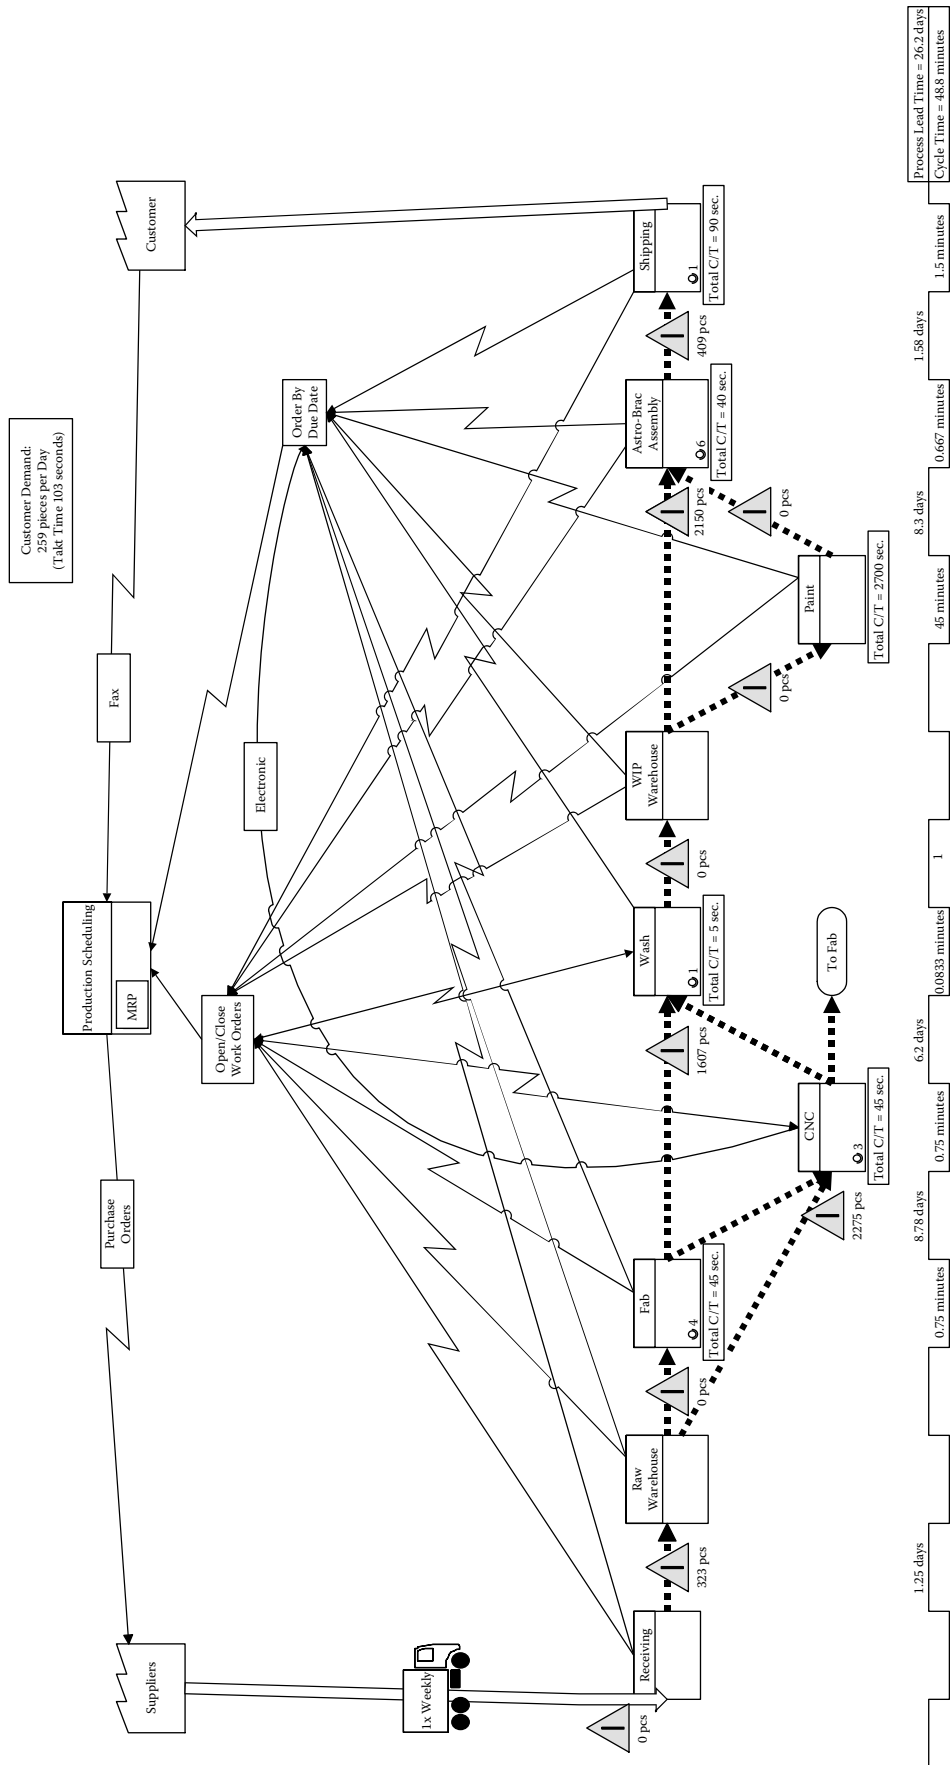 Customer Demand:
259 pieces per Day
(Takt Time 103 seconds)
Suppliers
Purchase
Orders
Production Scheduling
MRP
Fax
Customer
Open/Close
Work Orders
Electronic
Order By
Due Date
1x Weekly
0 pcs
Receiving
323 pcs
Raw
Warehouse
0 pcs
Fab
4
Total C/T = 45 sec.
2275 pcs
CNC
3
Total C/T = 45 sec.
To Fab
1607 pcs
Wash
1
Total C/T = 5 sec.
0 pcs
WIP
Warehouse
0 pcs
Paint
Total C/T = 2700 sec.
0 pcs
2150 pcs
Astro-Brac
Assembly
6
Total C/T = 40 sec.
409 pcs
Shipping
1
Total C/T = 90 sec.
1.25 days
0.75 minutes
8.78 days
0.75 minutes
6.2 days
0.0833 minutes
1
45 minutes
8.3 days
0.667 minutes
1.58 days
1.5 minutes
Process Lead Time = 26.2 days
Cycle Time = 48.8 minutes